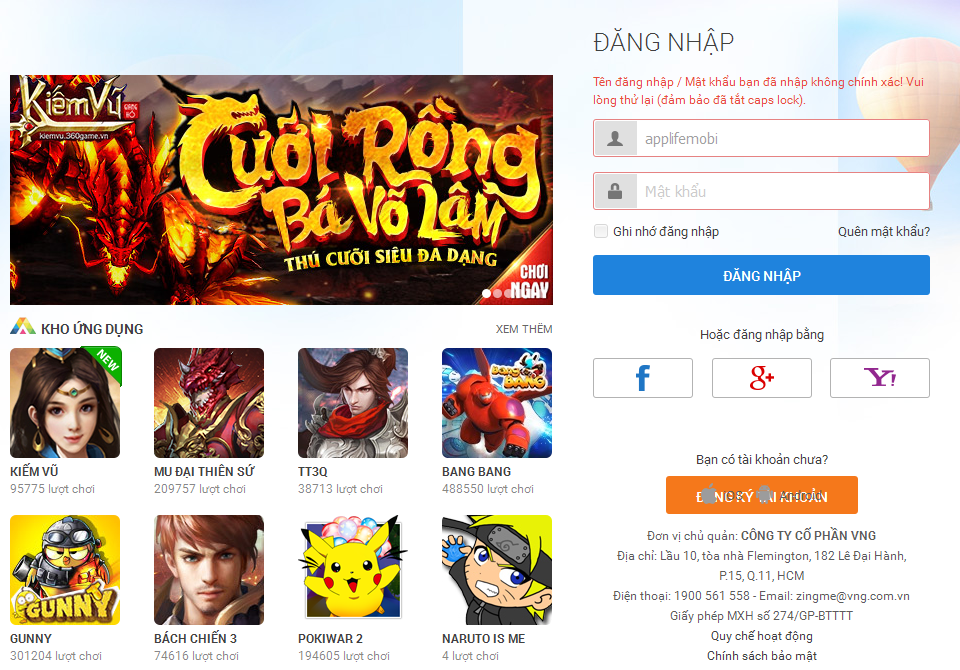 Kiếm Vũ
GIANG HỒ
kiemvu.360game.vn
Cưỡi Rồng
Bá Võ Lâm
THÚ CƯỠI SIÊU ĐA DẠNG
CHƠI
NGAY
KHO ỨNG DỤNG
XEM THÊM
NEW
BANG BANG
KIẾM VŨ
95775 lượt chơi
MU ĐẠI THIÊN SỨ
209757 lượt chơi
TT3Q
38713 lượt chơi
BANG BANG
488550 lượt chơi
GUNNY
GUNNY
301204 lượt chơi
BÁCH CHIẾN 3
74616 lượt chơi
POKIWAR 2
194605 lượt chơi
NARUTO IS ME
4 lượt chơi
ĐĂNG NHẬP
Tên đăng nhập / Mật khẩu bạn đã nhập không chính xác! Vui
lòng thử lại (đảm bảo đã tắt caps lock).
applifemobi
Mật khẩu
Ghi nhớ đăng nhập
Quên mật khẩu?
ĐĂNG NHẬP
Hoặc đăng nhập bằng
f
g+
Y!
Bạn có tài khoản chưa?
ĐĂNG KÝ TÀI KHOẢN
iOS
Android
Đơn vị chủ quản: CÔNG TY CỔ PHẦN VNG
Địa chỉ: Lầu 10, tòa nhà Flemington, 182 Lê Đại Hành,
P.15, Q.11, HCM
Điện thoại: 1900 561 558 - Email: zingme@vng.com.vn
Giấy phép MXH số 274/GP-BTTTT
Quy chế hoạt động
Chính sách bảo mật